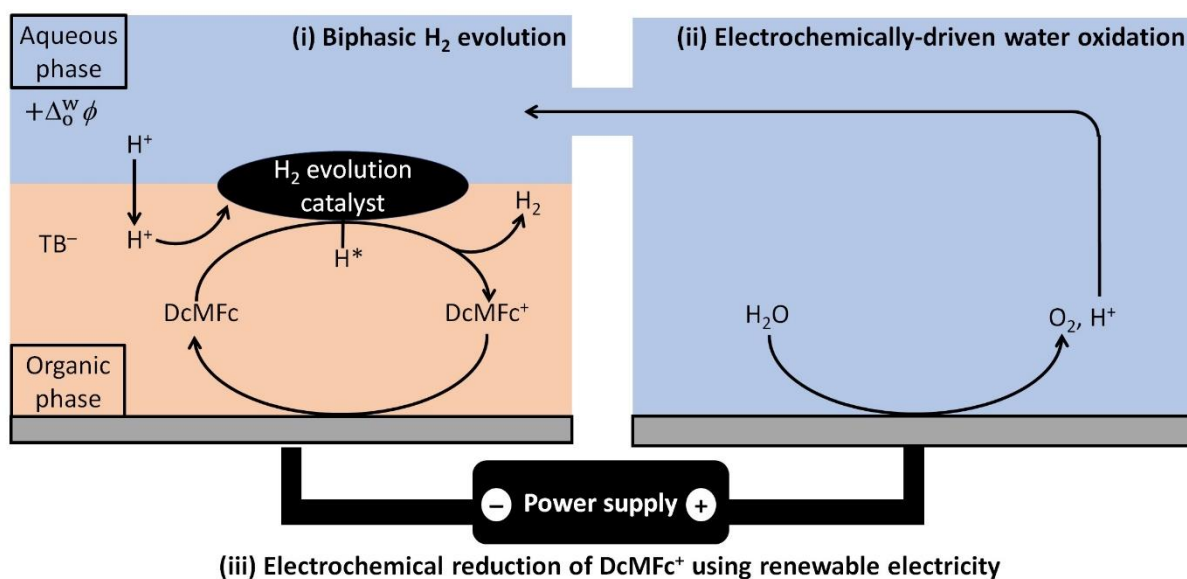 Aqueous
phase
(i) Biphasic H₂ evolution
+Δ_o^w ϕ
H⁺
H⁺
TB⁻
H₂ evolution
catalyst
H*
H₂
DcMFc
DcMFc⁺
Organic
phase
(ii) Electrochemically-driven water oxidation
H₂O
O₂, H⁺
− Power supply +
(iii) Electrochemical reduction of DcMFc⁺ using renewable electricity